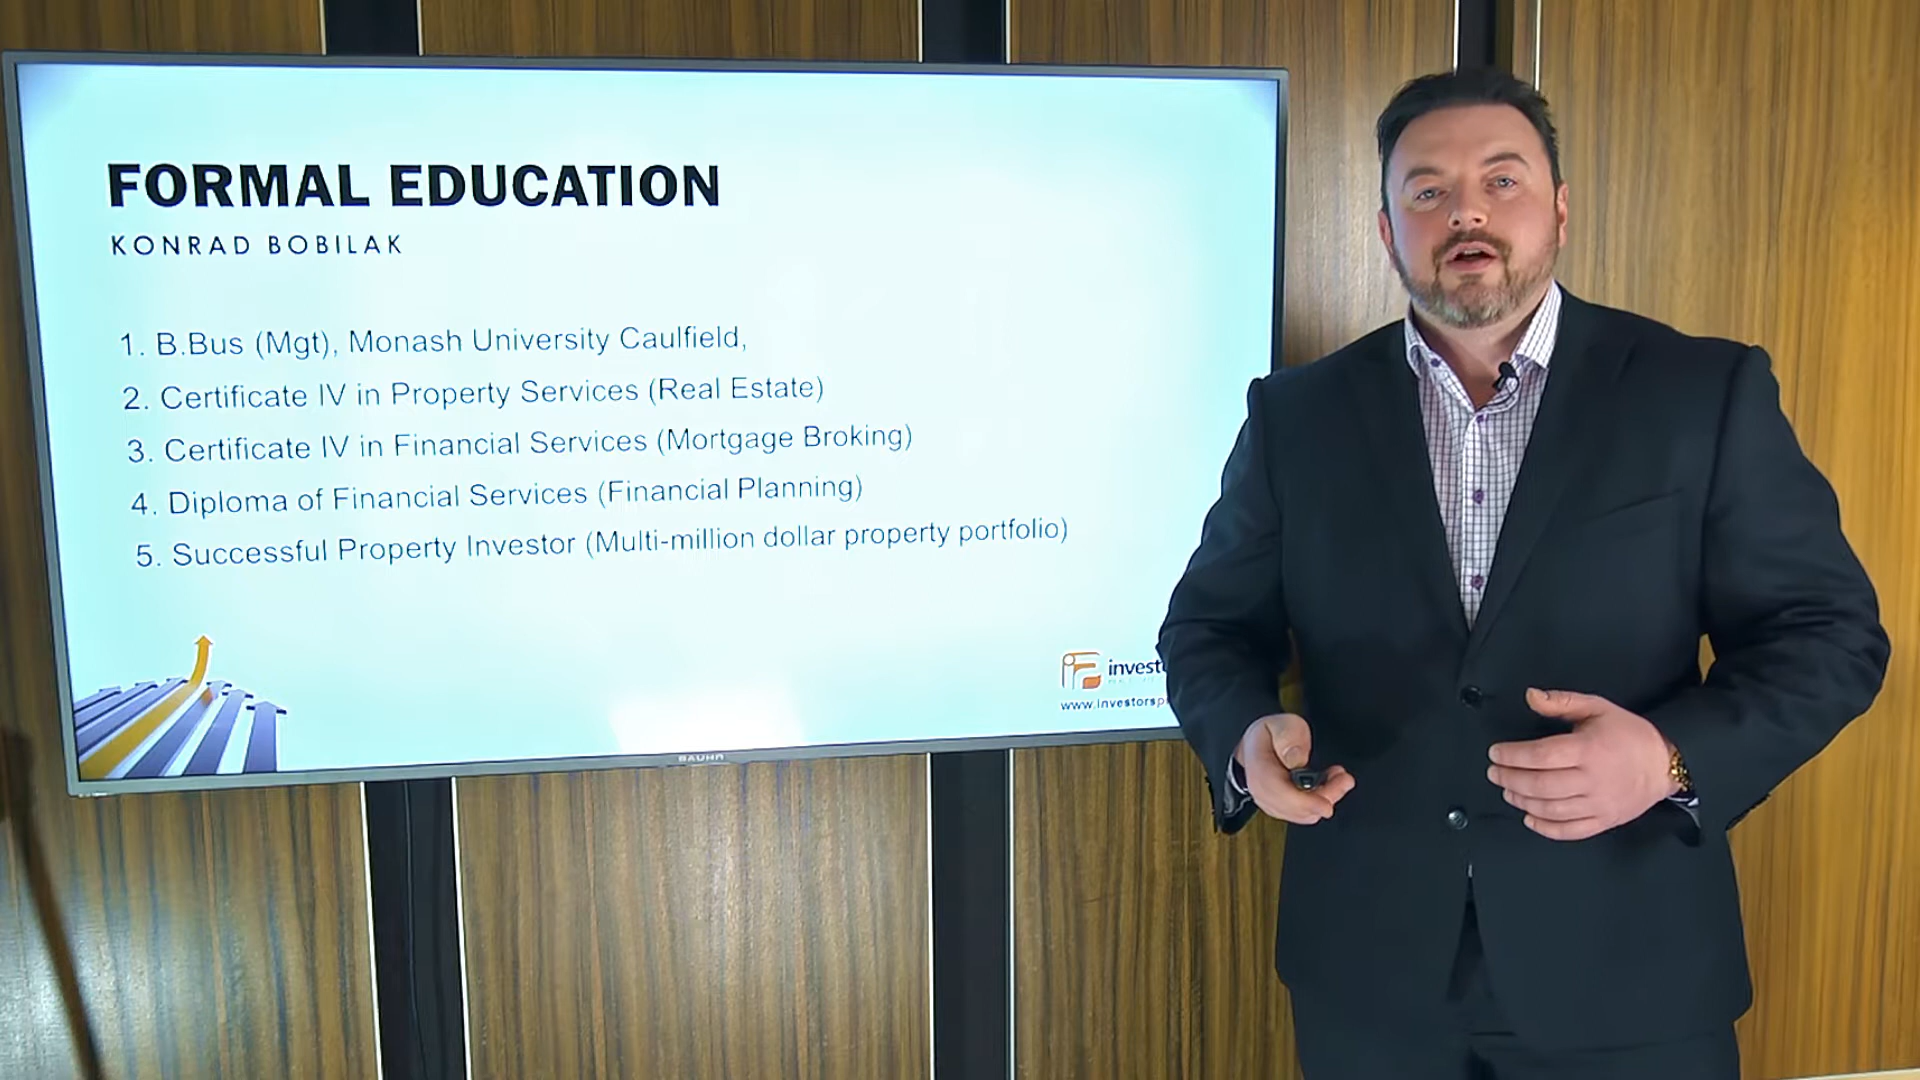 FORMAL EDUCATION
KONRAD BOBILAK
1. B.Bus (Mgt), Monash University Caulfield,
2. Certificate IV in Property Services (Real Estate)
3. Certificate IV in Financial Services (Mortgage Broking)
4. Diploma of Financial Services (Financial Planning)
5. Successful Property Investor (Multi-million dollar property portfolio)